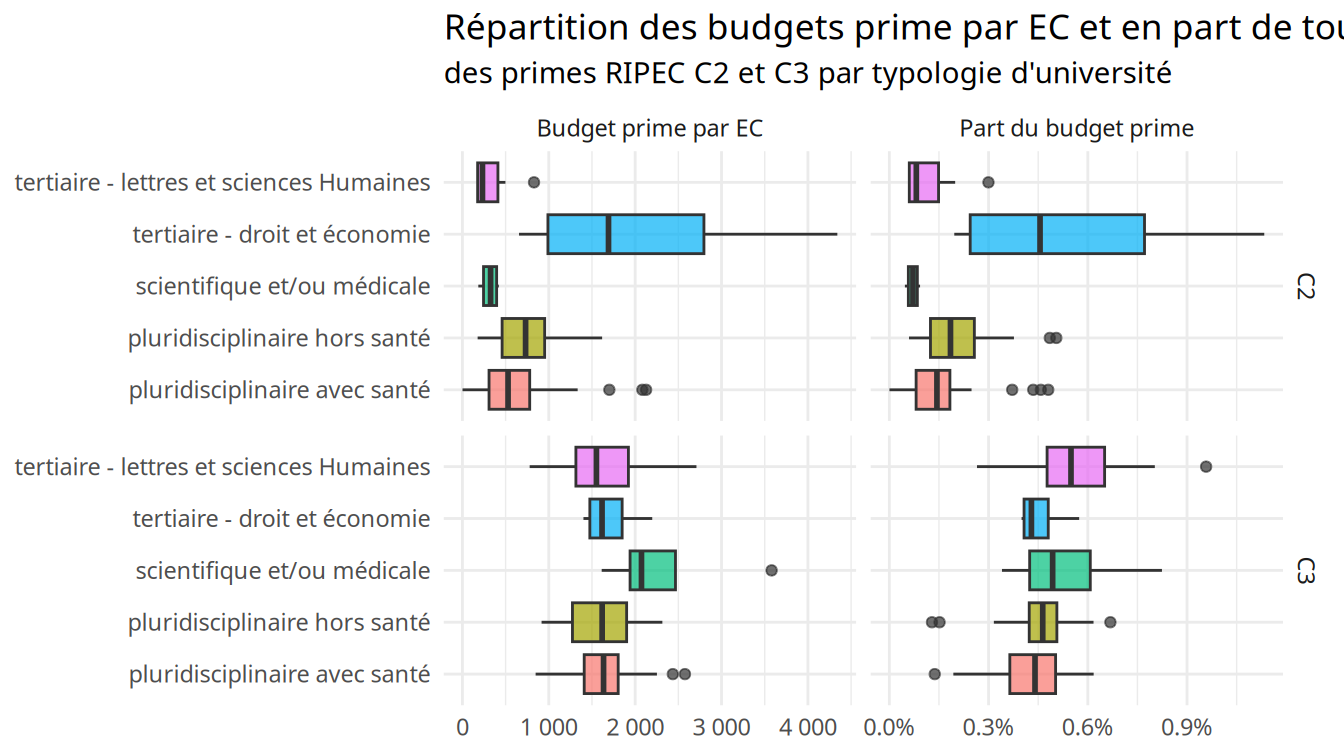 Répartition des budgets prime par EC et en part de
des primes RIPEC C2 et C3 par typologie d'université
Budget prime par EC
Part du budget prime
tertiaire - lettres et sciences Humaines
tertiaire - droit et économie
scientifique et/ou médicale
pluridisciplinaire hors santé
pluridisciplinaire avec santé
C2
tertiaire - lettres et sciences Humaines
tertiaire - droit et économie
scientifique et/ou médicale
pluridisciplinaire hors santé
pluridisciplinaire avec santé
C3
0 1 000 2 000 3 000 4 000 0.0% 0.3% 0.6% 0.9%